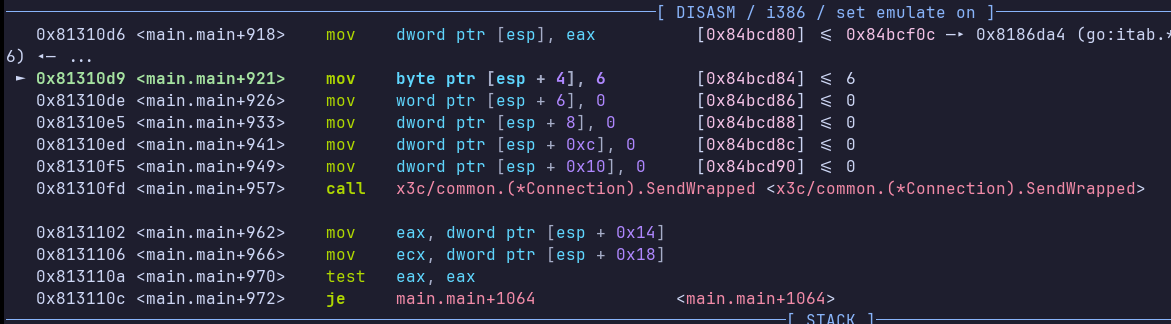 [ DISASM / i386 / set emulate on ]
0x81310d6 <main.main+918> mov dword ptr [esp], eax [0x84bcd80] <= 0x84bcf0c —▸ 0x8186da4 (go:itab.*
6) ◂— ...
► 0x81310d9 <main.main+921> mov byte ptr [esp + 4], 6 [0x84bcd84] <= 6
0x81310de <main.main+926> mov word ptr [esp + 6], 0 [0x84bcd86] <= 0
0x81310e5 <main.main+933> mov dword ptr [esp + 8], 0 [0x84bcd88] <= 0
0x81310ed <main.main+941> mov dword ptr [esp + 0xc], 0 [0x84bcd8c] <= 0
0x81310f5 <main.main+949> mov dword ptr [esp + 0x10], 0 [0x84bcd90] <= 0
0x81310fd <main.main+957> call x3c/common.(*Connection).SendWrapped <x3c/common.(*Connection).SendWrapped>
0x8131102 <main.main+962> mov eax, dword ptr [esp + 0x14]
0x8131106 <main.main+966> mov ecx, dword ptr [esp + 0x18]
0x813110a <main.main+970> test eax, eax
0x813110c <main.main+972> je main.main+1064 <main.main+1064>
[ STACK ]